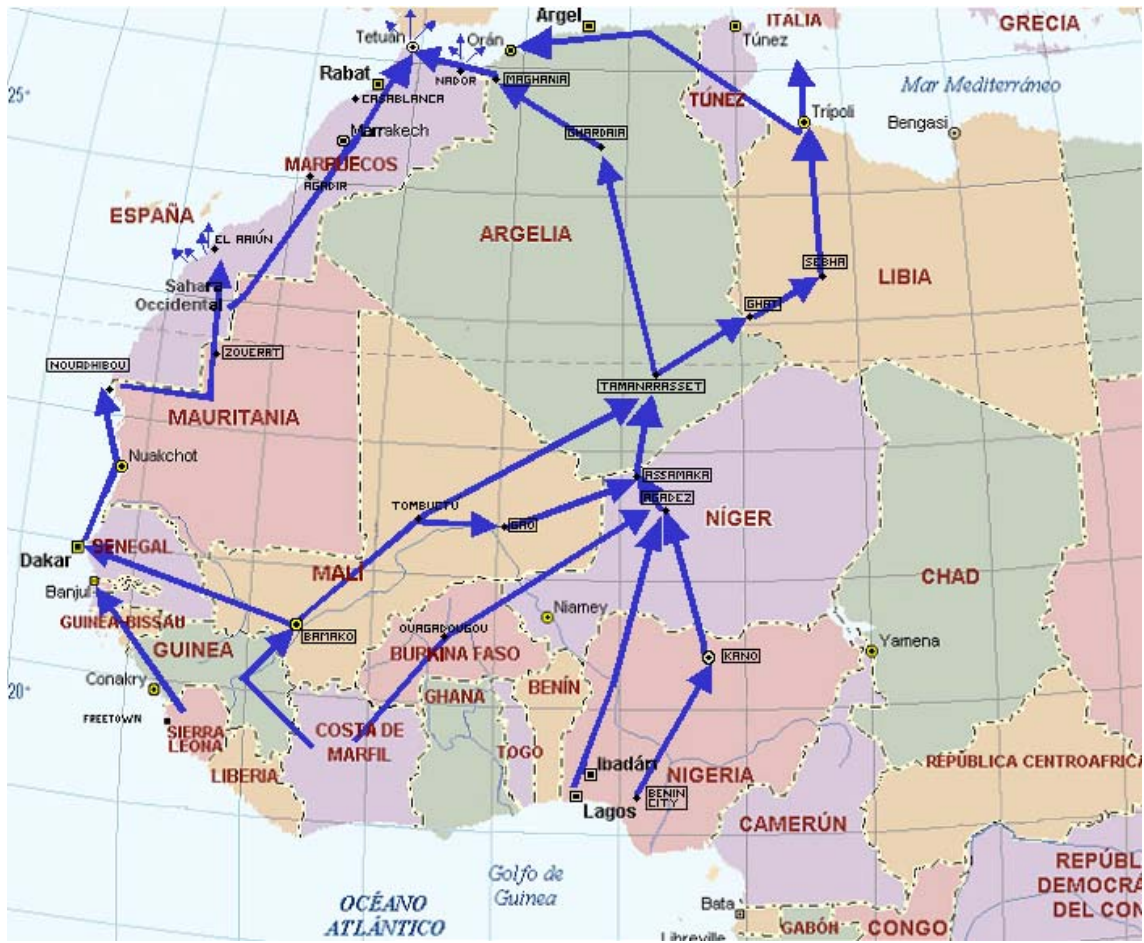 Argel
ITALIA
GRECIA
Tetuan
Orán
Túnez
Rabat
NADOR
MAGHANIA
25°
CASABLANCA
TÚNEZ
Mar Mediterráneo
Trípoli
Bengasi
Marrakech
GHARDAIA
MARRUECOS
AGADIR
ESPAÑA
EL AAIÚN
ARGELIA
SEBHA
LIBIA
Sahara
Occidental
GHAT
ZOUERAT
NOUADHIBOU
TAMANRRASSET
MAURITANIA
Nuakchot
ASSAMAKA
TOMBUCTU
AGADEZ
GAO
NÍGER
Dakar
SENEGAL
MALÍ
CHAD
Banjul
GUINEA-BISSAU
Niamey
BAMAKO
OUAGADOUGOU
GUINEA
BURKINA FASO
KANO
Yamena
Conakry
GHANA
BENÍN
20°
FREETOWN
SIERRA
LEONA
COSTA DE
MARFIL
TOGO
LIBERIA
Ibadán
NIGERIA
REPÚBLICA CENTROAFRICA
Lagos
BENIN
CITY
CAMERÚN
Golfo de
Guinea
REPÚBL
DEMOCRÁ
DEL CON
OCÉANO
ATLÁNTICO
Bata
GABÓN
CONGO
Libreville